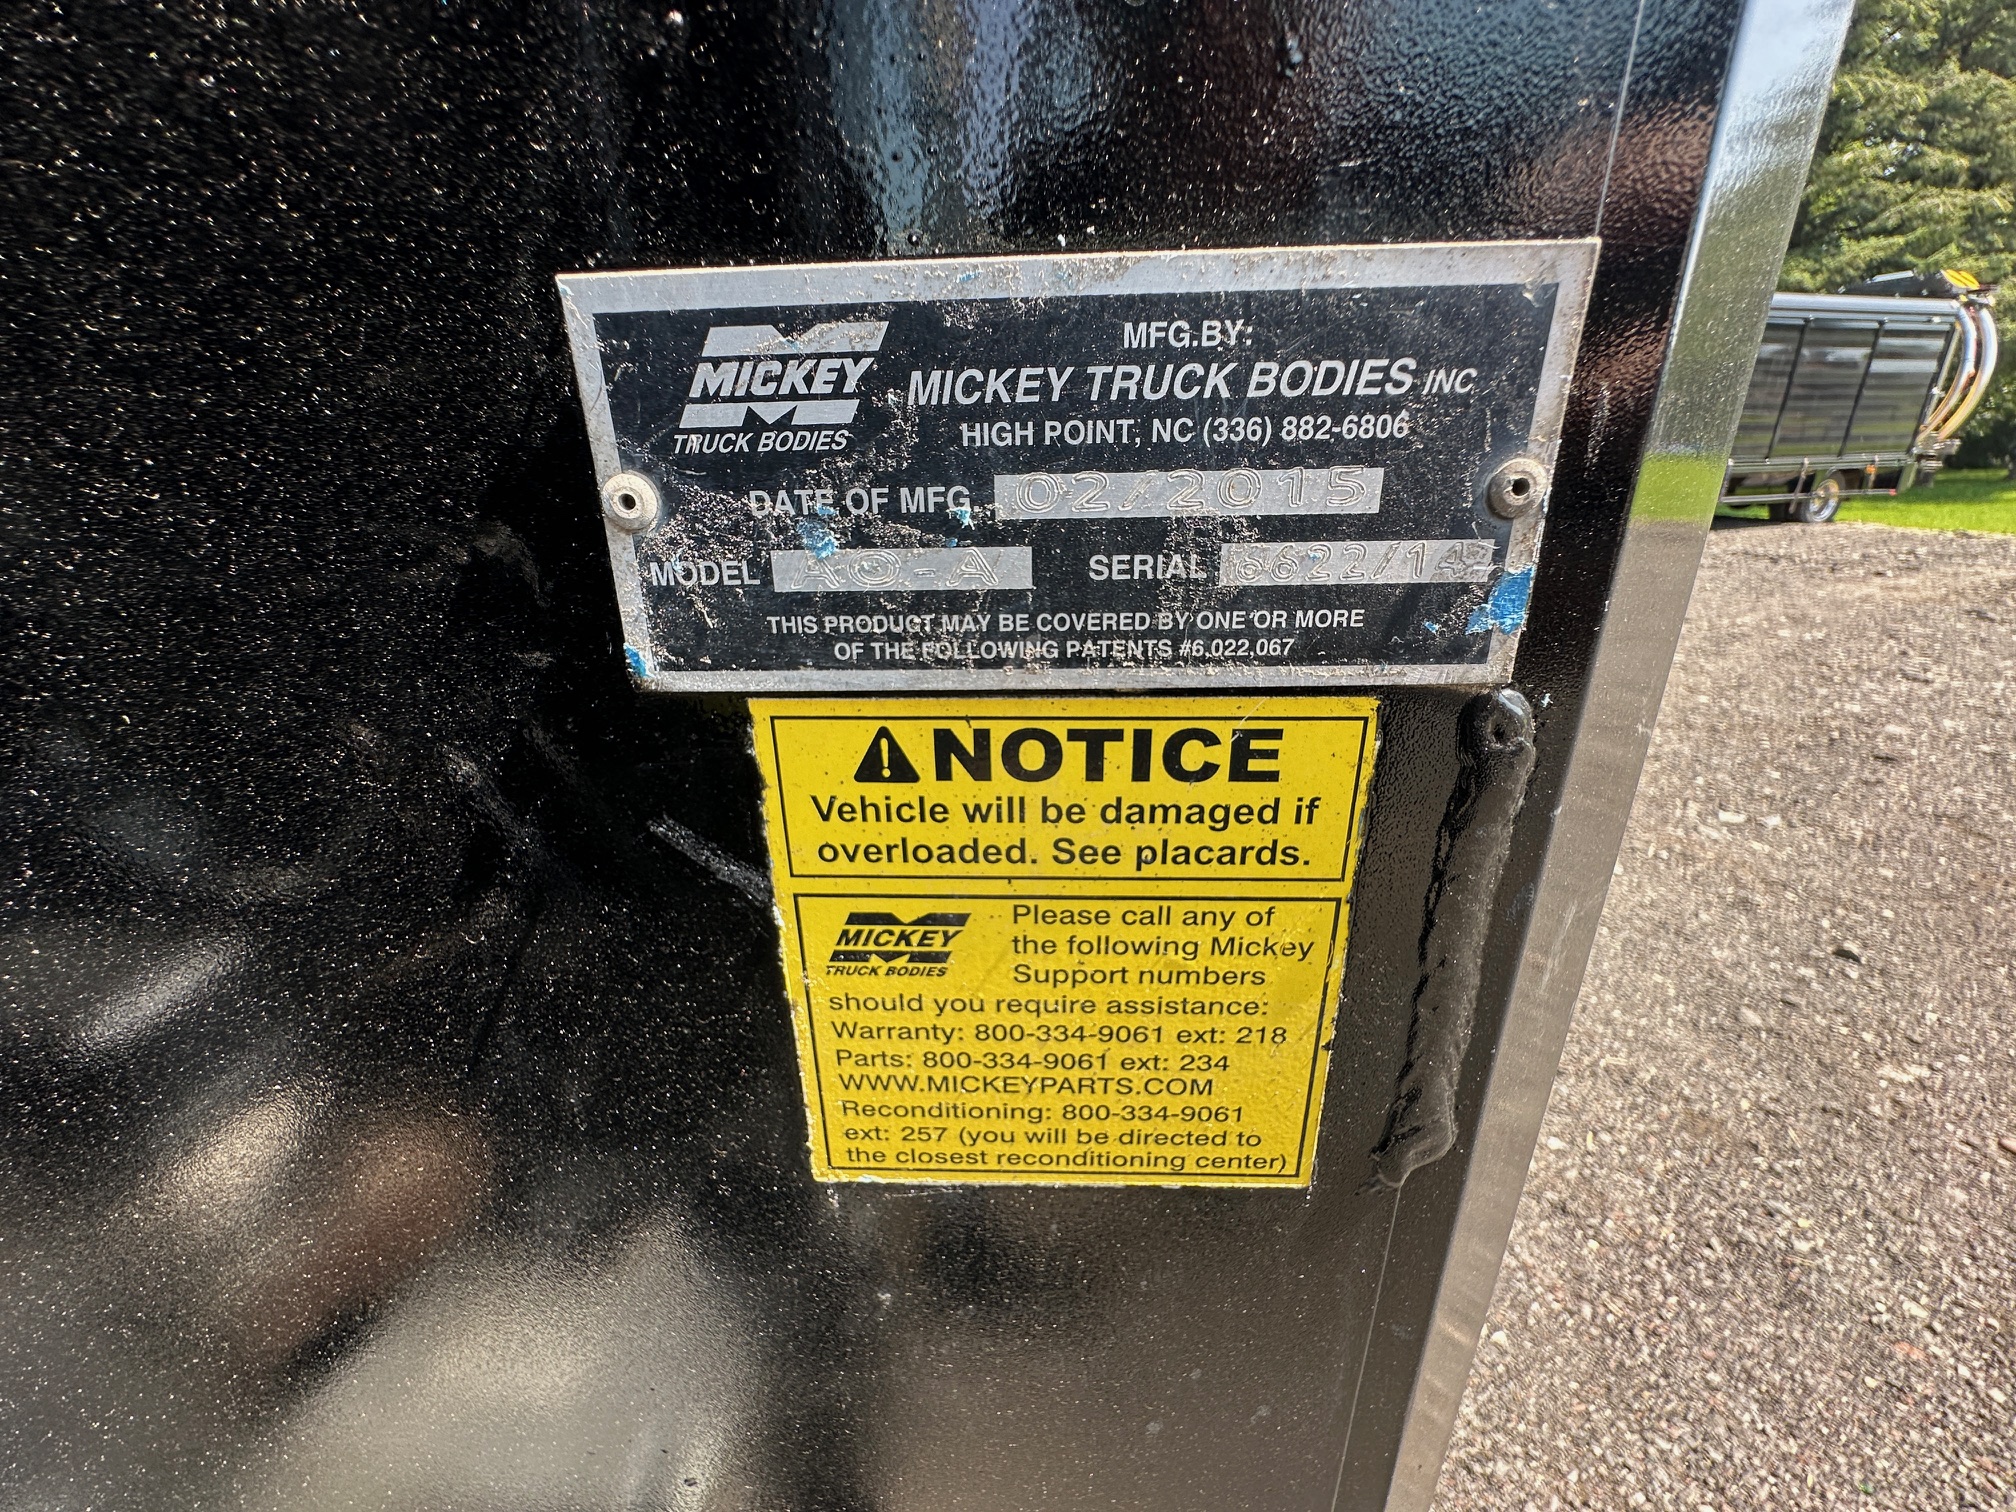 MICKEY
TRUCK BODIES
MFG.BY:
MICKEY TRUCK BODIES INC
HIGH POINT, NC (336) 882-6806
DATE OF MFG 02/2015
MODEL AO-A SERIAL
THIS PRODUCT MAY BE COVERED BY ONE OR MORE
OF THE FOLLOWING PATENTS #6,022,067
NOTICE
Vehicle will be damaged if
overloaded. See placards.
MICKEY
TRUCK BODIES
Please call any of
the following Mickey
Support numbers
should you require assistance:
Warranty: 800-334-9061 ext: 218
Parts: 800-334-9061 ext: 234
WWW.MICKEYPARTS.COM
Reconditioning: 800-334-9061
ext: 257 (you will be directed to
the closest reconditioning center)